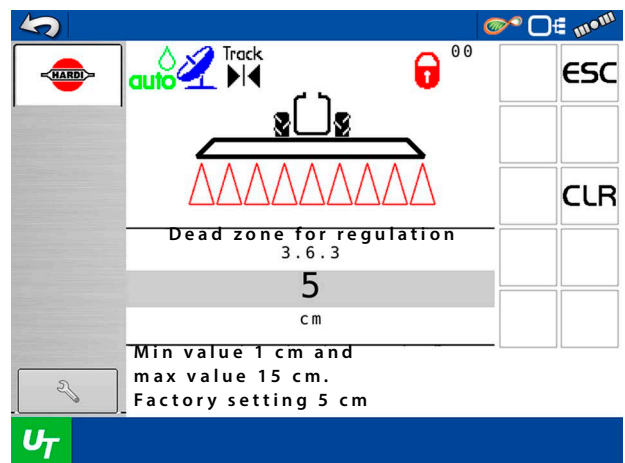 HARDI
auto
Track
00
ESC
CLR
Dead zone for regulation
3.6.3
5
cm
Min value 1 cm and
max value 15 cm.
Factory setting 5 cm
UT